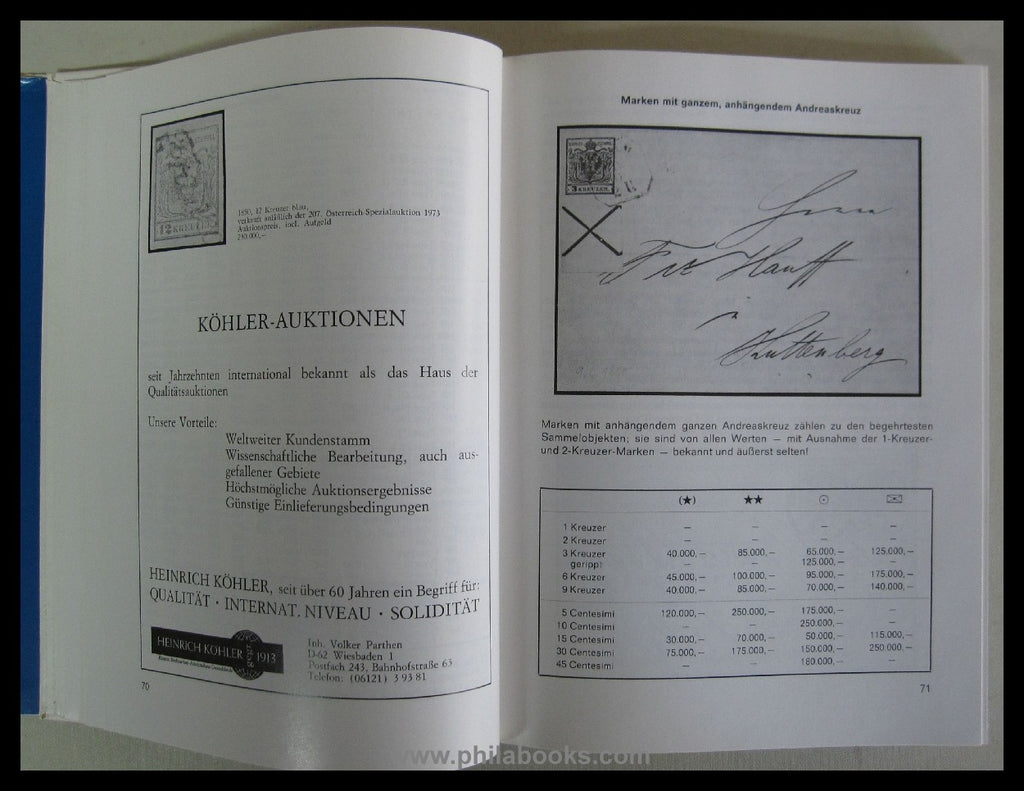 12 KREUZER
1850, 12 Kreuzer blau,
verkauft anläßlich der 207. Österreich-Spezialauktion 1973
Auktionspreis, incl. Aufgeld
KÖHLER-AUKTIONEN
seit Jahrzehnten international bekannt als das Haus der
Qualitätsauktionen
Unsere Vorteile:
Weltweiter Kundenstamm
Wissenschaftliche Bearbeitung, auch aus-
gefallener Gebiete
Höchstmögliche Auktionsergebnisse
Günstige Einlieferungsbedingungen
HEINRICH KÖHLER, seit über 60 Jahren ein Begriff für:
QUALITÄT · INTERNAT. NIVEAU · SOLIDITÄT
HEINRICH KÖHLER 1913
Inh. Volker Parthen
D-62 Wiesbaden 1
Postfach 243, Bahnhofstraße 63
Telefon: (06121) 3 93 81
70
Marken mit ganzem, anhängendem Andreaskreuz
3 KREUZER
Herrn
Hauff
Kuttenberg
Marken mit anhängendem ganzen Andreaskreuz zählen zu den begehrtesten
Sammelobjekten; sie sind von allen Werten — mit Ausnahme der 1-Kreuzer-
und 2-Kreuzer-Marken — bekannt und äußerst selten!
(★) ★★ ⊙ ✉
1 Kreuzer — — — —
2 Kreuzer — — — —
3 Kreuzer 40.000,— 85.000,— 65.000,— 125.000,—
gerippt 125.000,—
6 Kreuzer 45.000,— 100.000,— 95.000,— 175.000,—
9 Kreuzer 40.000,— 85.000,— 70.000,— 140.000,—
5 Centesimi 120.000,— 250.000,— 175.000,— —
10 Centesimi — — 250.000,— —
15 Centesimi 30.000,— 70.000,— 50.000,— 115.000,—
30 Centesimi 75.000,— 175.000,— 150.000,— 250.000,—
45 Centesimi — — 180.000,— —
71
www.philabooks.com